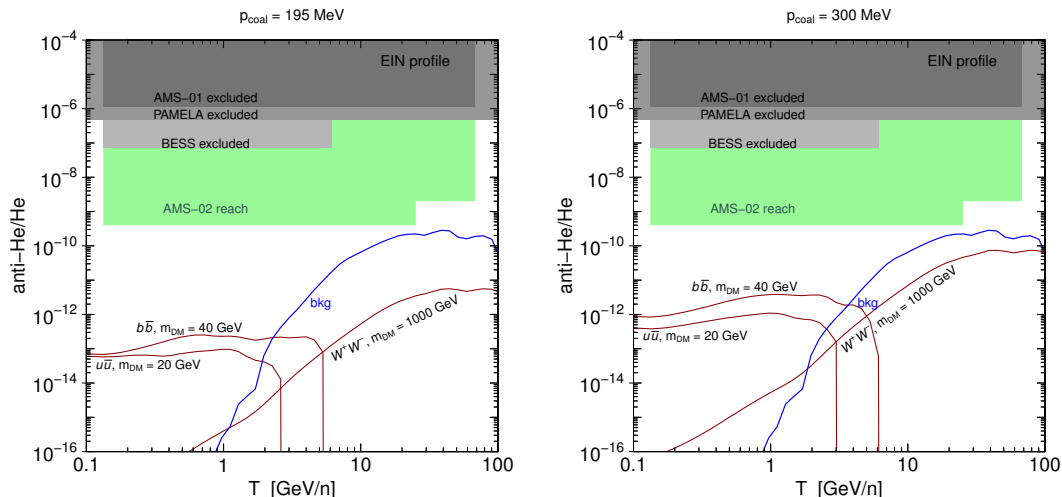 p_coal = 195 MeV
10⁻⁴
10⁻⁶
10⁻⁸
10⁻¹⁰
10⁻¹²
10⁻¹⁴
10⁻¹⁶
anti−He/He
EIN profile
AMS−01 excluded
PAMELA excluded
BESS excluded
AMS−02 reach
bkg
bb̅, m_DM = 40 GeV
uu̅, m_DM = 20 GeV
W⁺W⁻, m_DM = 1000 GeV
0.1 1 10 100
T [GeV/n]
p_coal = 300 MeV
10⁻⁴
10⁻⁶
10⁻⁸
10⁻¹⁰
10⁻¹²
10⁻¹⁴
10⁻¹⁶
anti−He/He
EIN profile
AMS−01 excluded
PAMELA excluded
BESS excluded
AMS−02 reach
bb̅, m_DM = 40 GeV
bkg
uu̅, m_DM = 20 GeV
W⁺W⁻, m_DM = 1000 GeV
0.1 1 10 100
T [GeV/n]